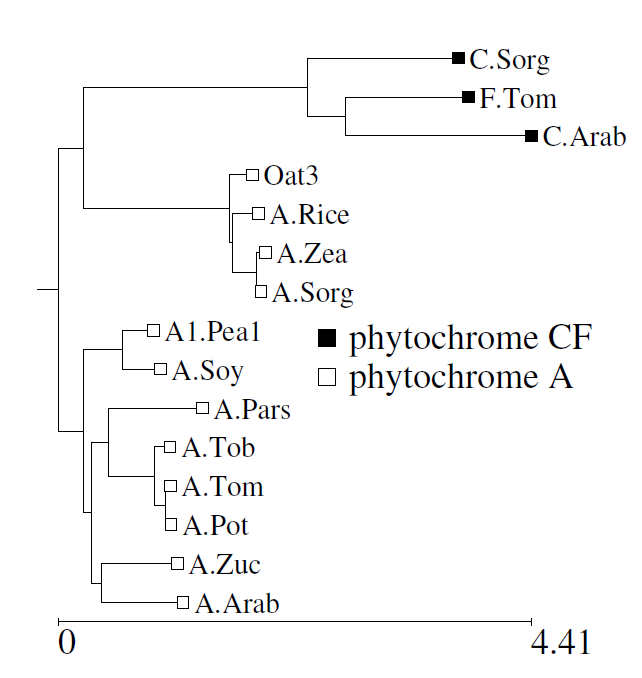 C.Sorg
F.Tom
C.Arab
Oat3
A.Rice
A.Zea
A.Sorg
A1.Pea1
A.Soy
phytochrome CF
phytochrome A
A.Pars
A.Tob
A.Tom
A.Pot
A.Zuc
A.Arab
0 4.41